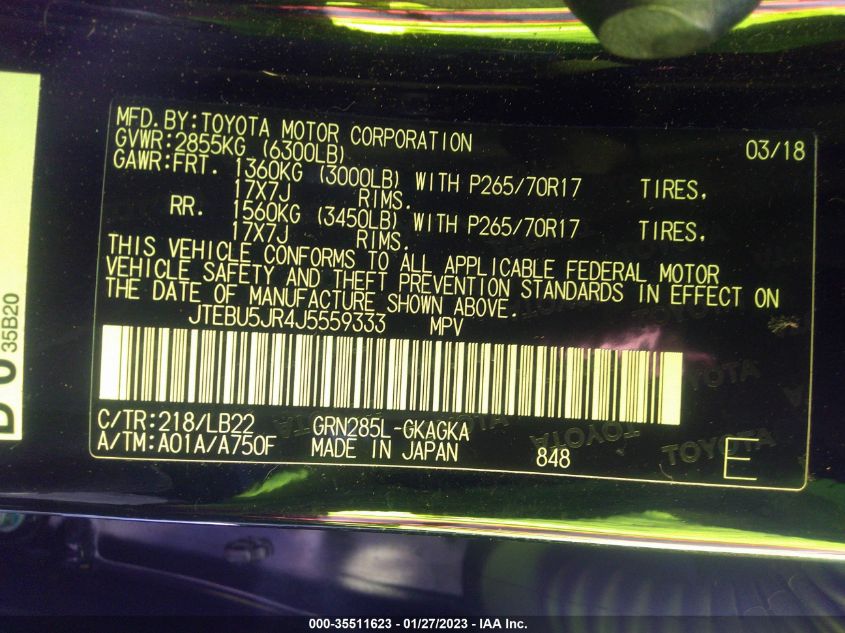 MFD.BY:TOYOTA MOTOR CORPORATION 03/18
GVWR:2855KG (6300LB)
GAWR:FRT. 1360KG (3000LB) WITH P265/70R17 TIRES.
17X7J RIMS.
RR. 1560KG (3450LB) WITH P265/70R17 TIRES.
17X7J RIMS.
THIS VEHICLE CONFORMS TO ALL APPLICABLE FEDERAL MOTOR
VEHICLE SAFETY AND THEFT PREVENTION STANDARDS IN EFFECT ON
THE DATE OF MANUFACTURE SHOWN ABOVE.
JTEBU5JR4J5559333 MPV
C/TR:218/LB22 GRN285L-GKAGKA
A/TM:A01A/A750F MADE IN JAPAN 848 E
35B20
TOYOTA
TOYOTA
TOYOTA
000-35511623 - 01/27/2023 - IAA Inc.